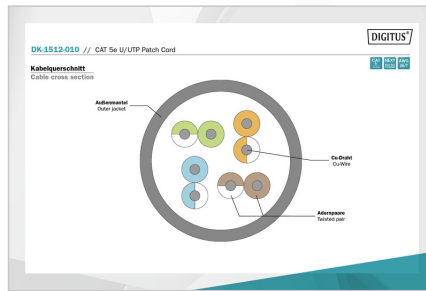 DIGITUS®
DK-1512-010 // CAT 5e U/UTP Patch Cord
Kabelquerschnitt
Cable cross section
Außenmantel
Outer jacket
Cu-Draht
Cu-Wire
Adernpaare
Twisted pair